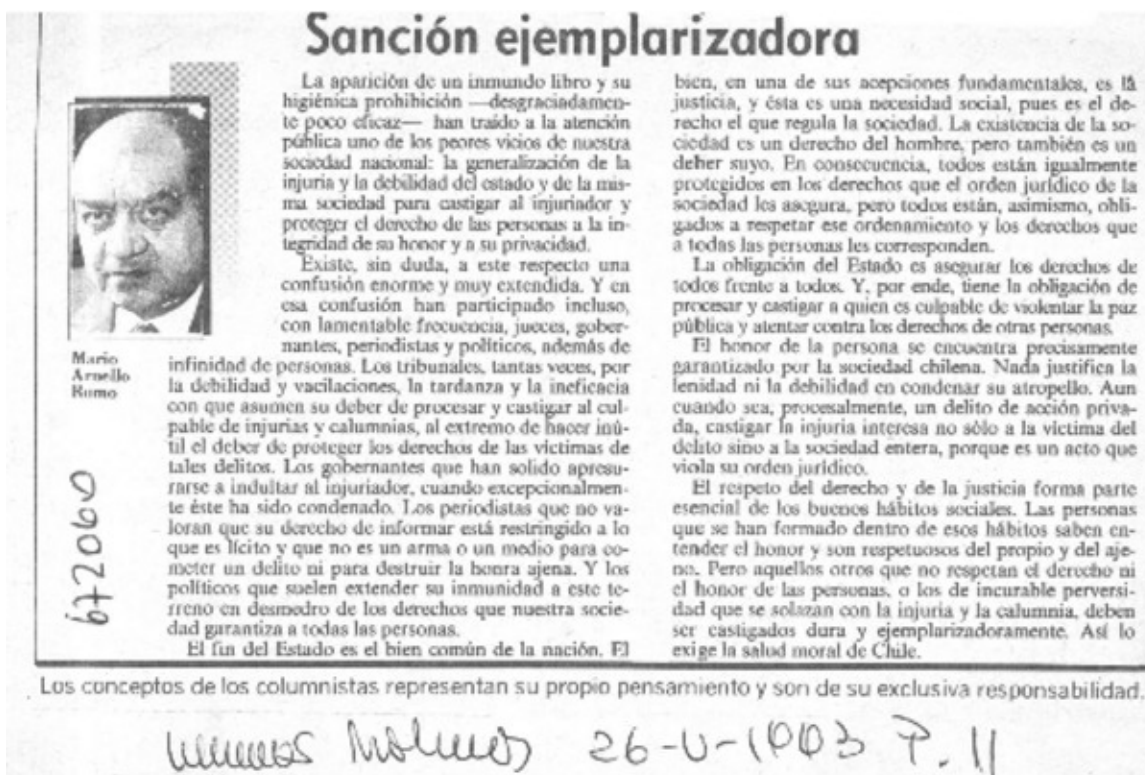 Sanción ejemplarizadora
La aparición de un inmundo libro y su
higiénica prohibición —desgraciadamen-
te poco eficaz— han traído a la atención
pública uno de los peores vicios de nuestra
sociedad nacional: la generalización de la
injuria y la debilidad del estado y de la mis-
ma sociedad para castigar al injuriador y
proteger el derecho de las personas a la in-
tegridad de su honor y a su privacidad.
Existe, sin duda, a este respecto una
confusión enorme y muy extendida. Y en
esa confusión han participado incluso,
con lamentable frecuencia, jueces, gober-
nantes, periodistas y políticos, además de
infinidad de personas. Los tribunales, tantas veces, por
la debilidad y vacilaciones, la tardanza y la ineficacia
con que asumen su deber de procesar y castigar al cul-
pable de injurias y calumnias, al extremo de hacer inú-
til el deber de proteger los derechos de las víctimas de
tales delitos. Los gobernantes que han solido apresu-
rarse a indultar al injuriador, cuando excepcionalmen-
te éste ha sido condenado. Los periodistas que no va-
loran que su derecho de informar está restringido a lo
que es lícito y que no es un arma o un medio para co-
meter un delito ni para destruir la honra ajena. Y los
políticos que suelen extender su inmunidad a este te-
rreno en desmedro de los derechos que nuestra socie-
dad garantiza a todas las personas.
El fin del Estado es el bien común de la nación. El
Mario
Arnello
Romo
672060
bien, en una de sus acepciones fundamentales, es la
justicia, y ésta es una necesidad social, pues es el de-
recho el que regula la sociedad. La existencia de la so-
ciedad es un derecho del hombre, pero también es un
deber suyo. En consecuencia, todos están igualmente
protegidos en los derechos que el orden jurídico de la
sociedad les asegura, pero todos están, asimismo, obli-
gados a respetar ese ordenamiento y los derechos que
a todas las personas les corresponden.
La obligación del Estado es asegurar los derechos de
todos frente a todos. Y, por ende, tiene la obligación de
procesar y castigar a quien es culpable de violentar la paz
pública y atentar contra los derechos de otras personas.
El honor de la persona se encuentra precisamente
garantizado por la sociedad chilena. Nada justifica la
lenidad ni la debilidad en condenar su atropello. Aun
cuando sea, procesalmente, un delito de acción priva-
da, castigar la injuria interesa no sólo a la víctima del
delito sino a la sociedad entera, porque es un acto que
viola su orden jurídico.
El respeto del derecho y de la justicia forma parte
esencial de los buenos hábitos sociales. Las personas
que se han formado dentro de esos hábitos saben en-
tender el honor y son respetuosos del propio y del aje-
no. Pero aquellos otros que no respetan el derecho ni
el honor de las personas, o los de incurable perversi-
dad que se solazan con la injuria y la calumnia, deben
ser castigados dura y ejemplarizadoramente. Así lo
exige la salud moral de Chile.
Los conceptos de los columnistas representan su propio pensamiento y son de su exclusiva responsabilidad.
26-V-1993 P. 11